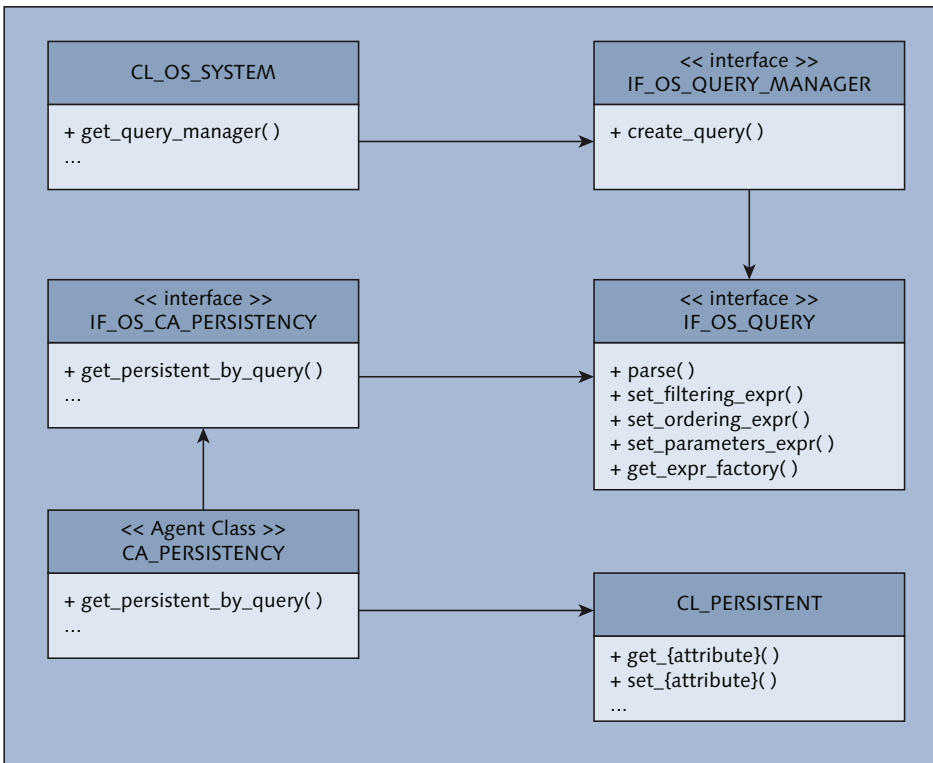 CL_OS_SYSTEM
+ get_query_manager( )
...
<< interface >>
IF_OS_QUERY_MANAGER
+ create_query( )
<< interface >>
IF_OS_CA_PERSISTENCY
+ get_persistent_by_query( )
...
<< interface >>
IF_OS_QUERY
+ parse( )
+ set_filtering_expr( )
+ set_ordering_expr( )
+ set_parameters_expr( )
+ get_expr_factory( )
<< Agent Class >>
CA_PERSISTENCY
+ get_persistent_by_query( )
...
CL_PERSISTENT
+ get_{attribute}( )
+ set_{attribute}( )
...